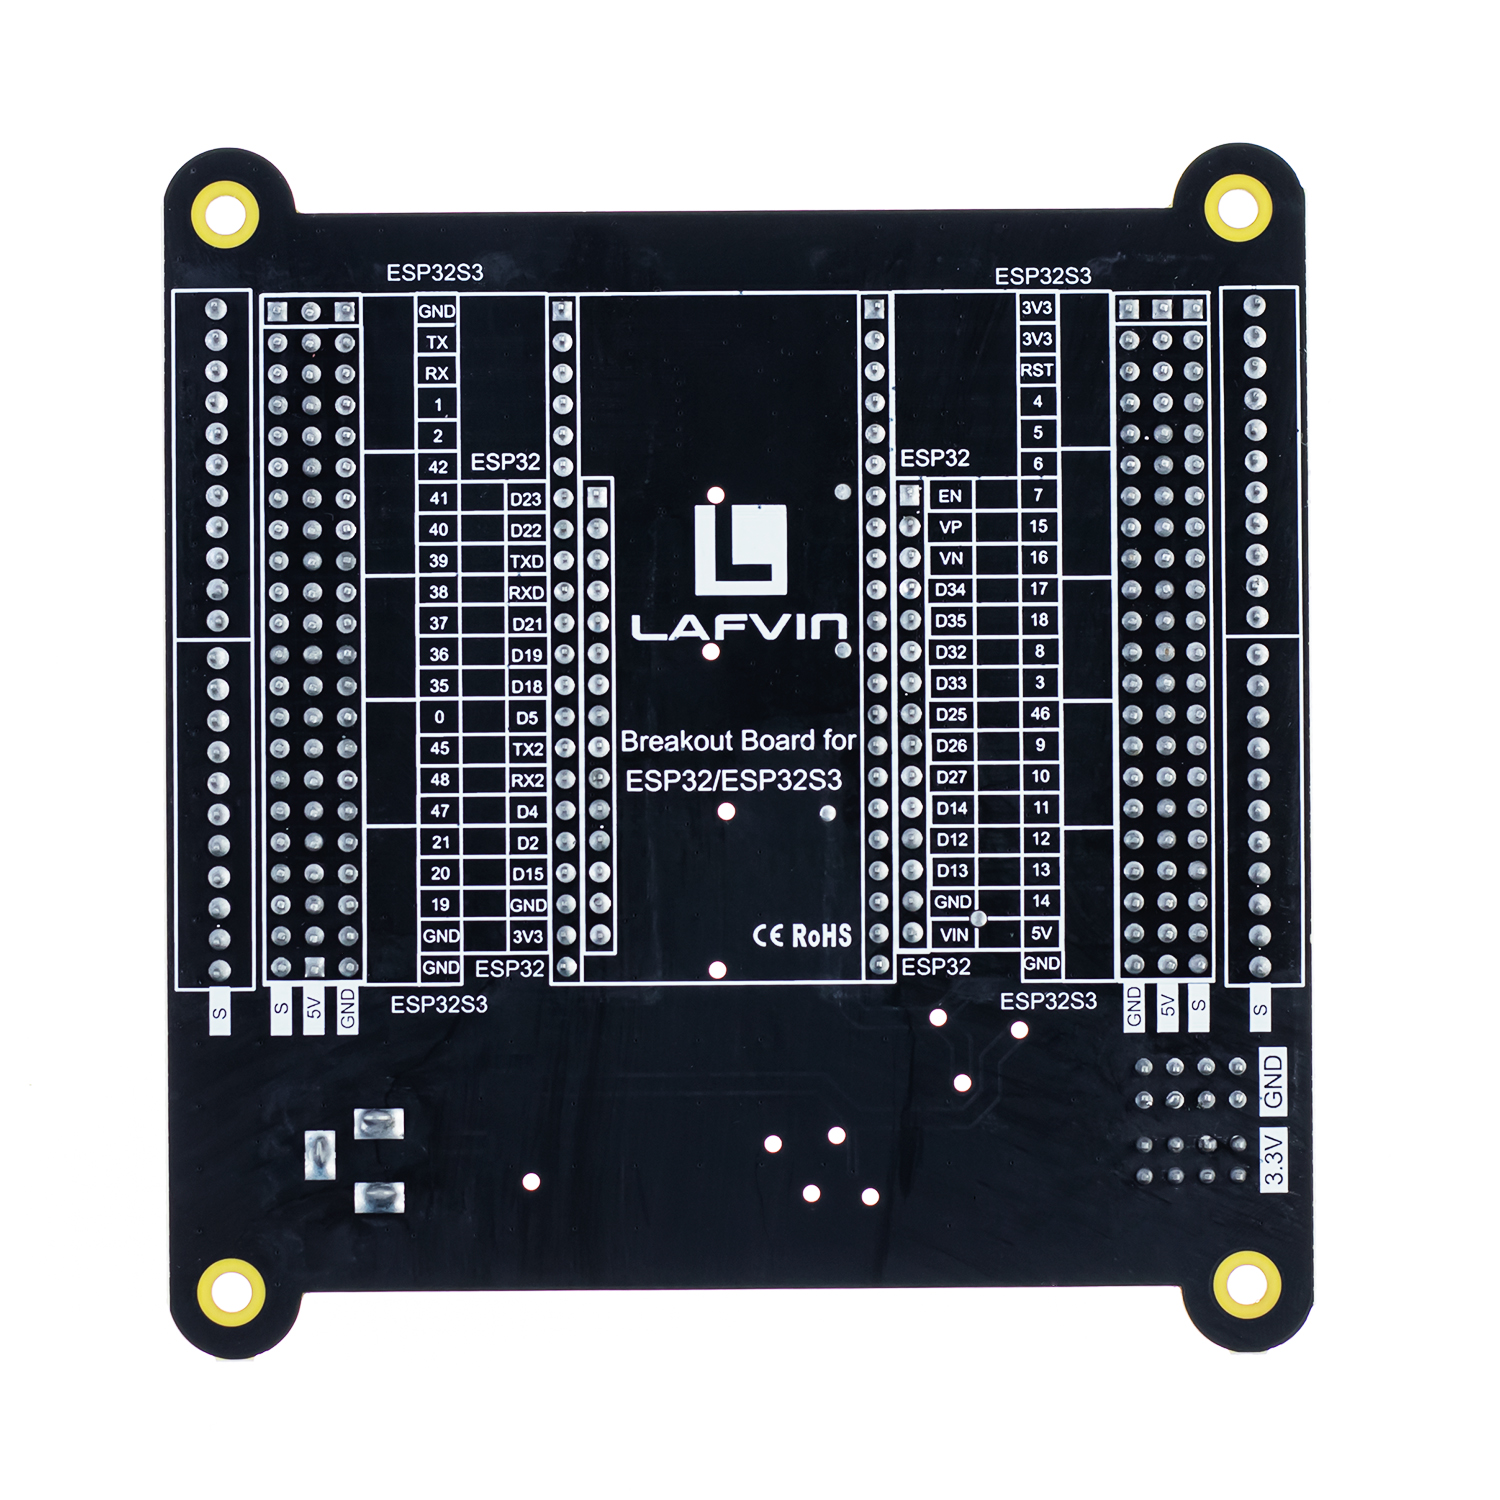 ESP32S3 ESP32S3
GND 3V3
TX 3V3
RX RST
1 4
2 5
42 ESP32 ESP32 6
41 D23 EN 7
40 D22 VP 15
39 TXD VN 16
38 RXD D34 17
37 D21 D35 18
LAFVIN
36 D19 D32 8
35 D18 D33 3
0 D5 D25 46
45 TX2 Breakout Board for D26 9
48 RX2 ESP32/ESP32S3 D27 10
47 D4 D14 11
21 D2 D12 12
20 D15 D13 13
19 GND GND 14
GND 3V3 CE RoHS VIN 5V
GND ESP32 ESP32 GND
ESP32S3 ESP32S3
S S 5V GND GND 5V S S
GND
3.3V